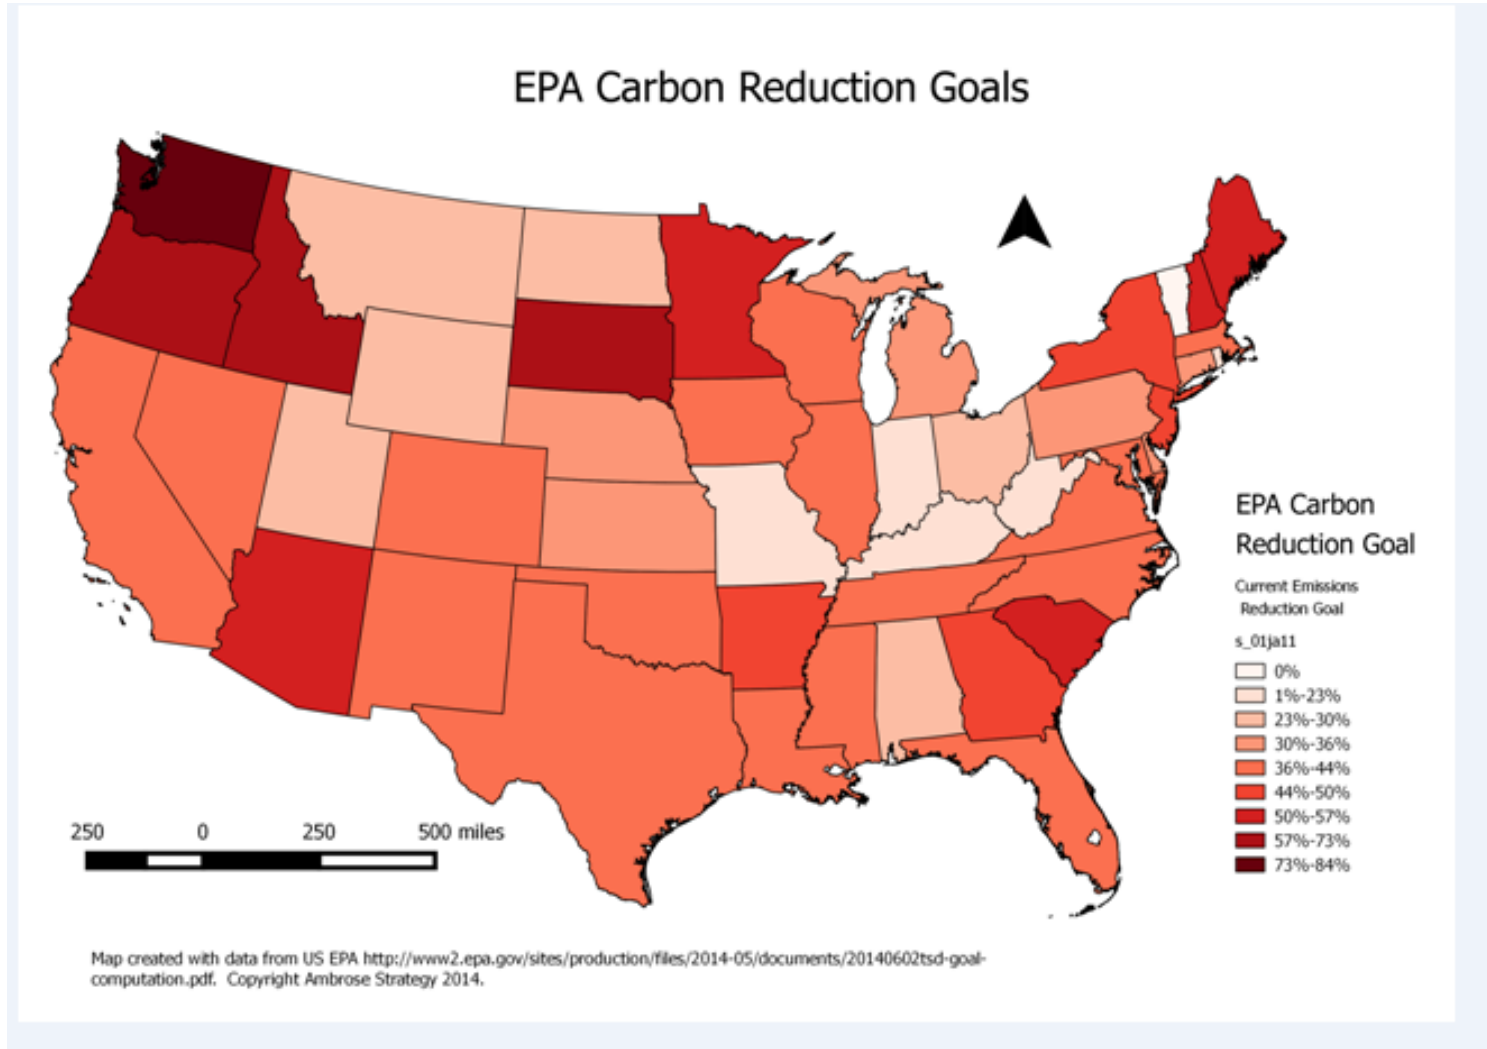 EPA Carbon Reduction Goals
EPA Carbon
Reduction Goal
Current Emissions
Reduction Goal
s_01ja11
0%
1%-23%
23%-30%
30%-36%
36%-44%
44%-50%
50%-57%
57%-73%
73%-84%
250 0 250 500 miles
Map created with data from US EPA http://www2.epa.gov/sites/production/files/2014-05/documents/20140602tsd-goal-
computation.pdf. Copyright Ambrose Strategy 2014.